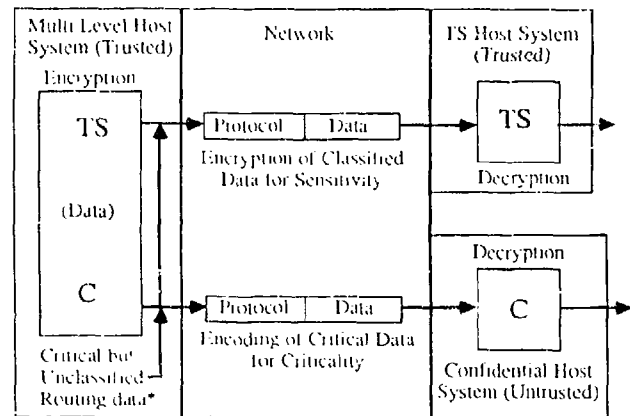 Multi Level Host
System (Trusted)
Encryption
TS
(Data)
C
Critical but
Unclassified
Routing data*
Network
Protocol Data
Encryption of Classified
Data for Sensitivity
Protocol Data
Encoding of Critical Data
for Criticality
TS Host System
(Trusted)
TS
Decryption
Decryption
C
Confidential Host
System (Untrusted)